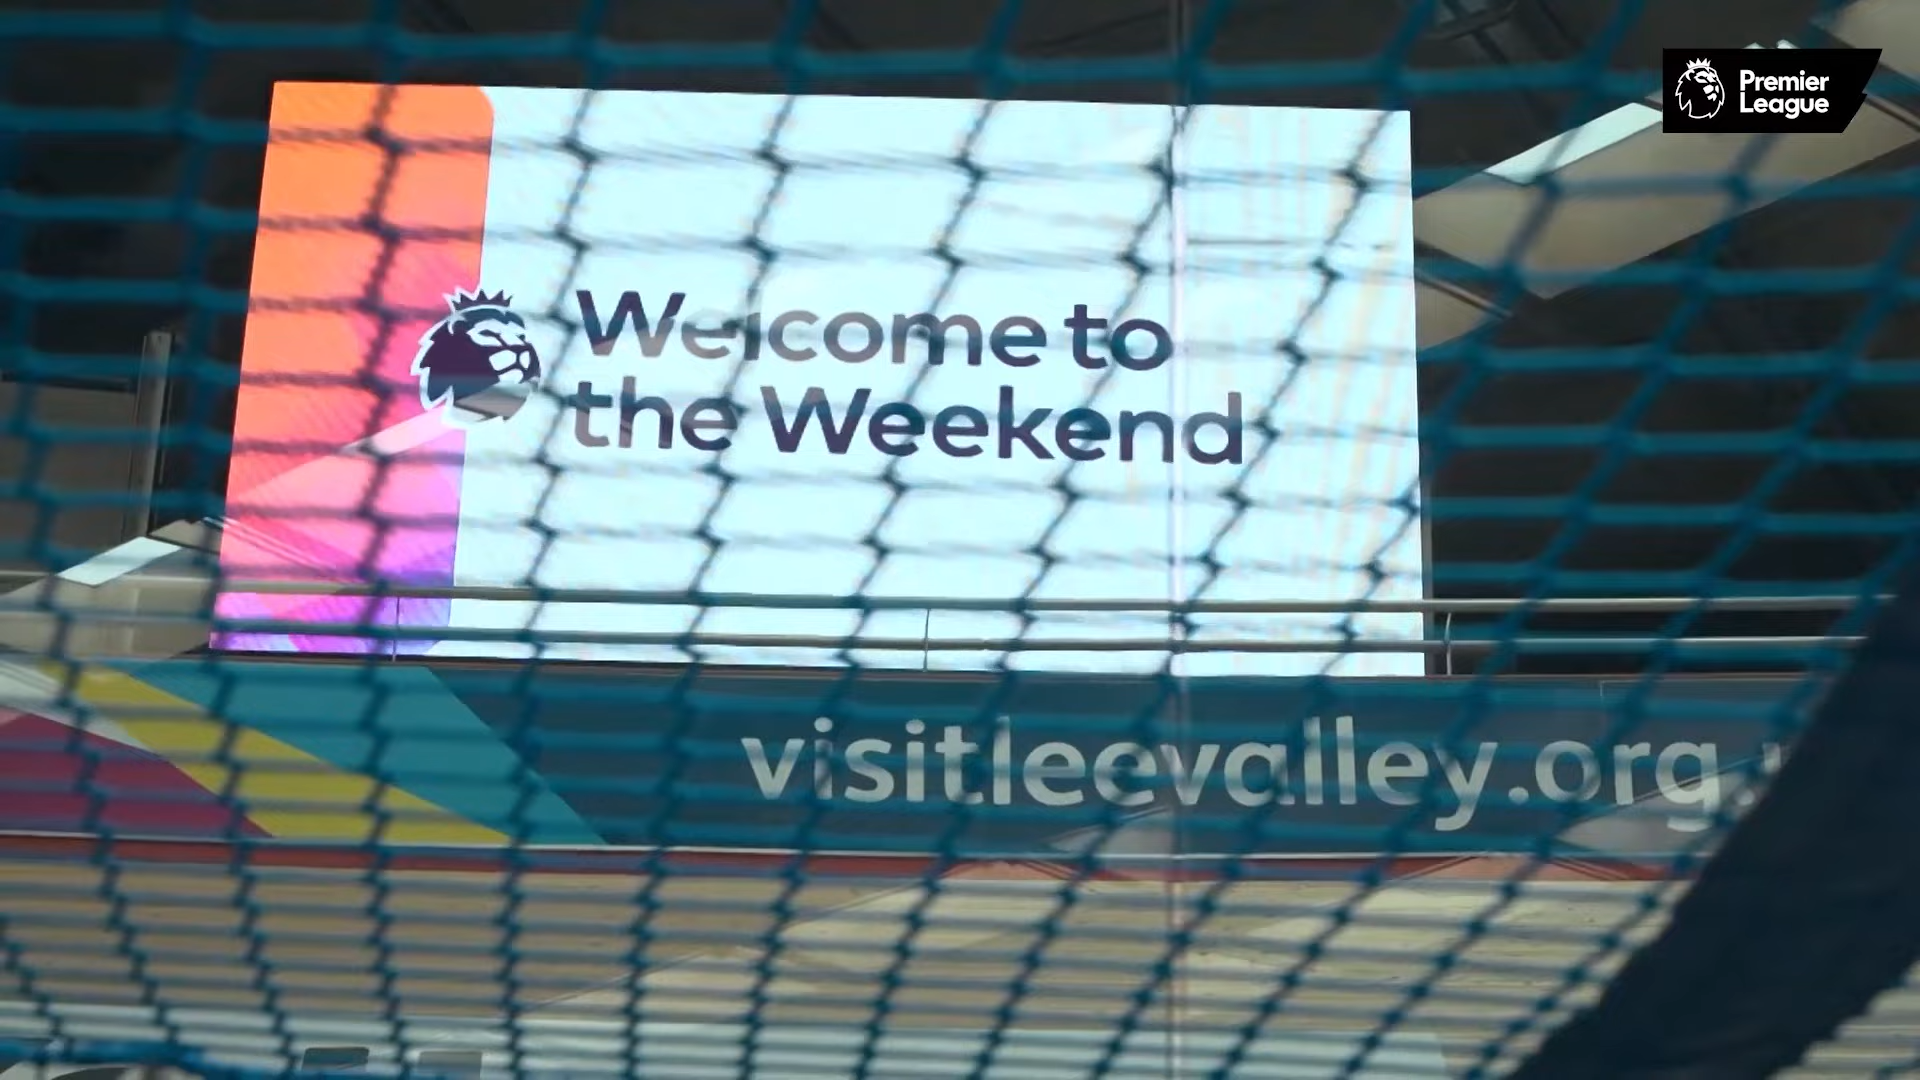 Premier
League
Welcome to
the Weekend
visitleevalley.org.